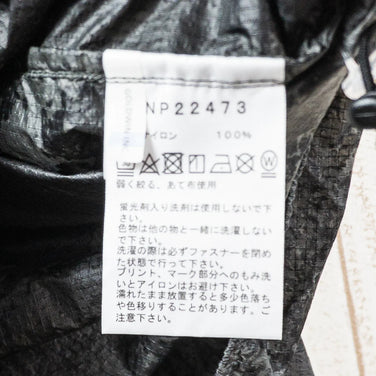 NP22473
ナイロン 100%
弱く絞る、あて布使用
蛍光剤入り洗剤は使用しないで下さい。
色物は他の物と一緒に洗濯しないで下さい。
洗濯の際は必ずファスナーを閉めた状態で行って下さい。
プリント、マーク部分へのもみ洗いとアイロンはお避け下さい。
濡れたまま放置すると多少色落ちや色移りすることがあります。ご注意下さい。